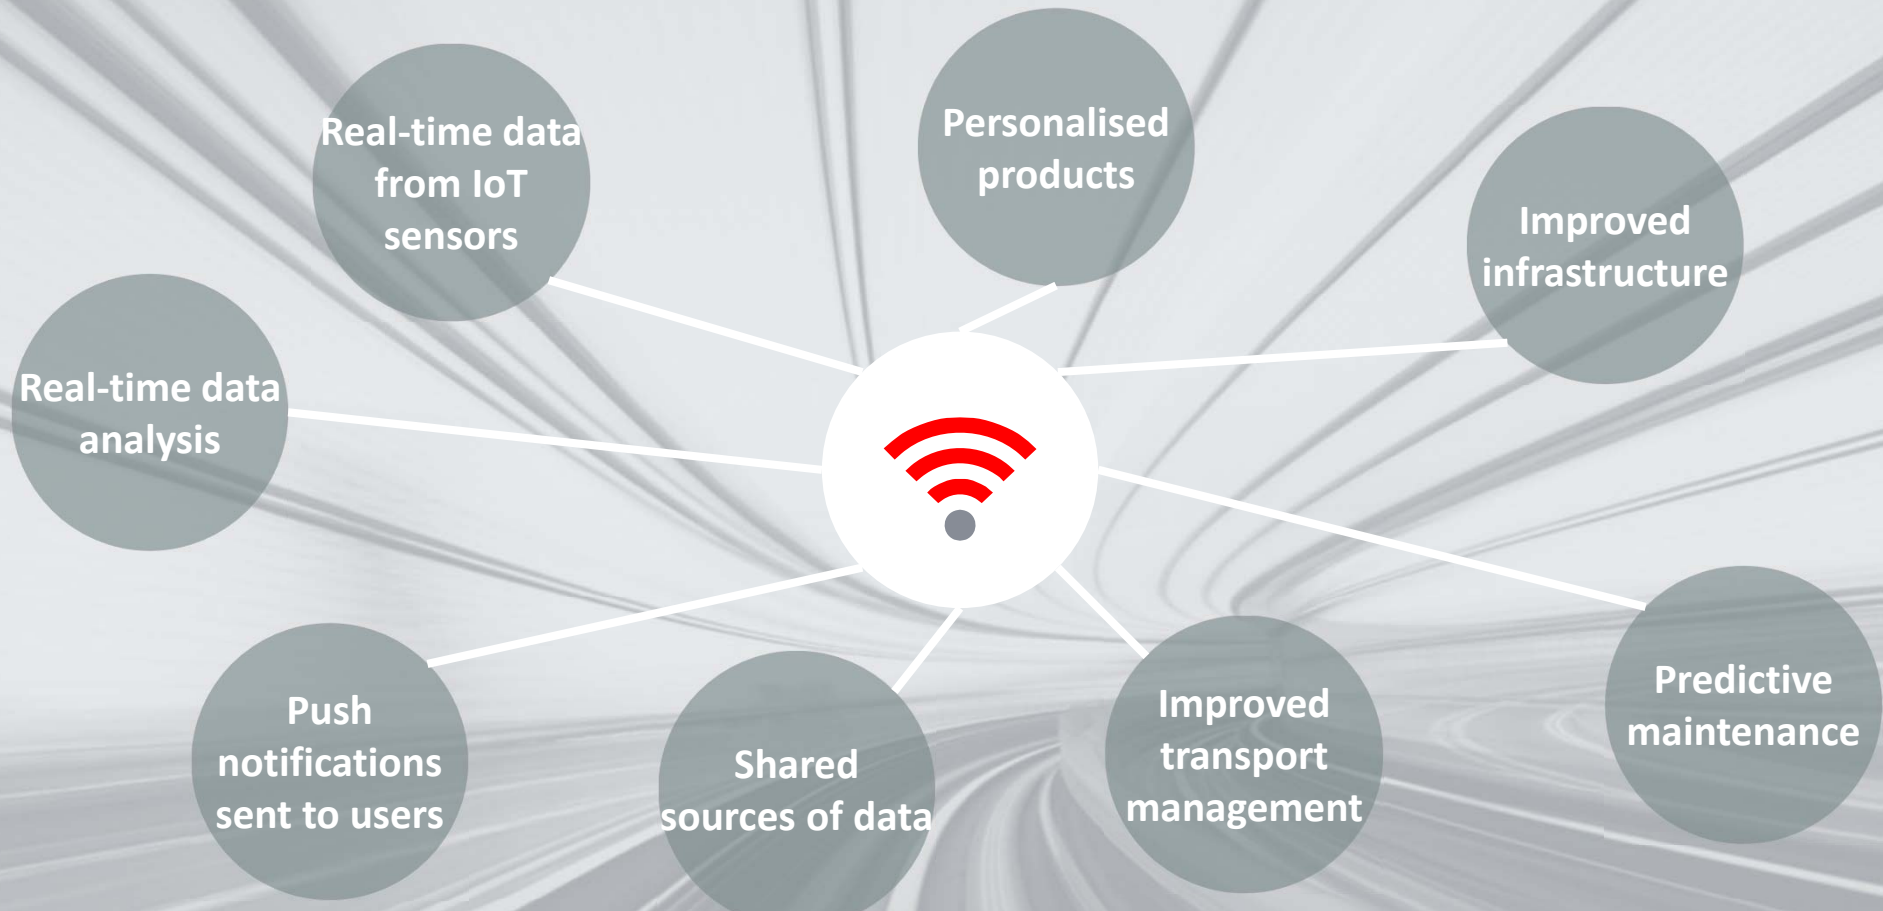 Real-time data
from IoT
sensors
Personalised
products
Improved
infrastructure
Real-time data
analysis
Push
notifications
sent to users
Shared
sources of data
Improved
transport
management
Predictive
maintenance